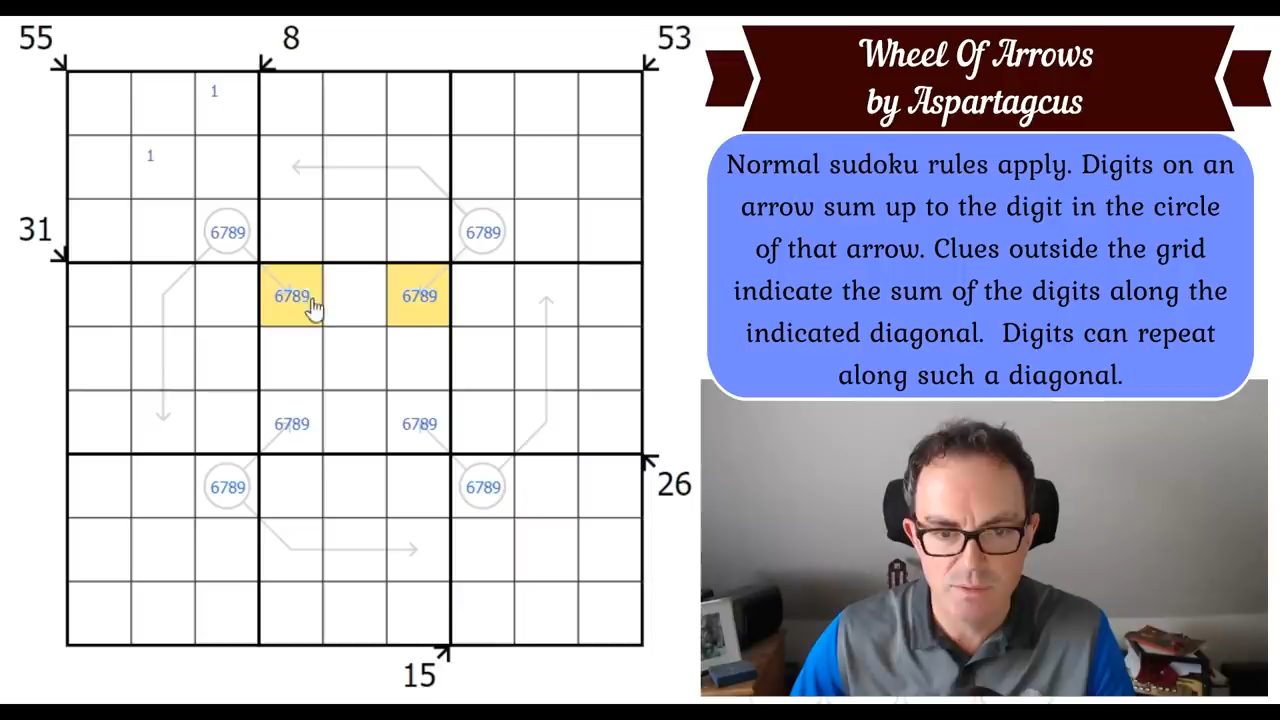 55
8
53
Wheel Of Arrows
by Aspartagcus
Normal sudoku rules apply. Digits on an
arrow sum up to the digit in the circle
of that arrow. Clues outside the grid
indicate the sum of the digits along the
indicated diagonal. Digits can repeat
along such a diagonal.
1
1
31
6789
6789
6789
6789
6789
6789
6789
6789
26
15